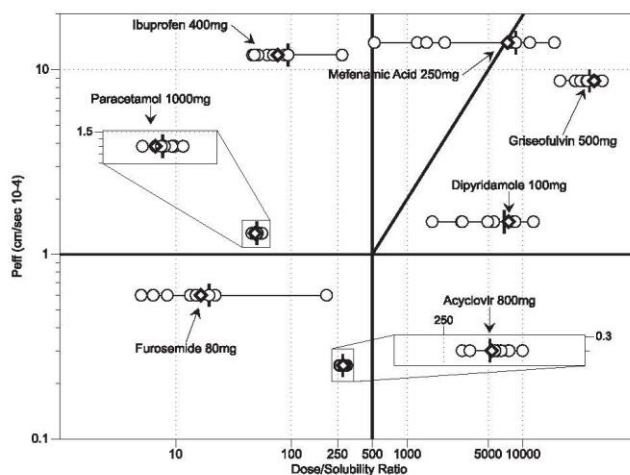 Ibuprofen 400mg
10
Mefenamic Acid 250mg
Paracetamol 1000mg
1.5
Griseofulvin 500mg
Dipyridamole 100mg
Peff (cm/sec 10-4)
1
Acyclovir 800mg
250
0.3
Furosemide 80mg
0.1
10 100 250 500 1000 5000 10000
Dose/Solubility Ratio